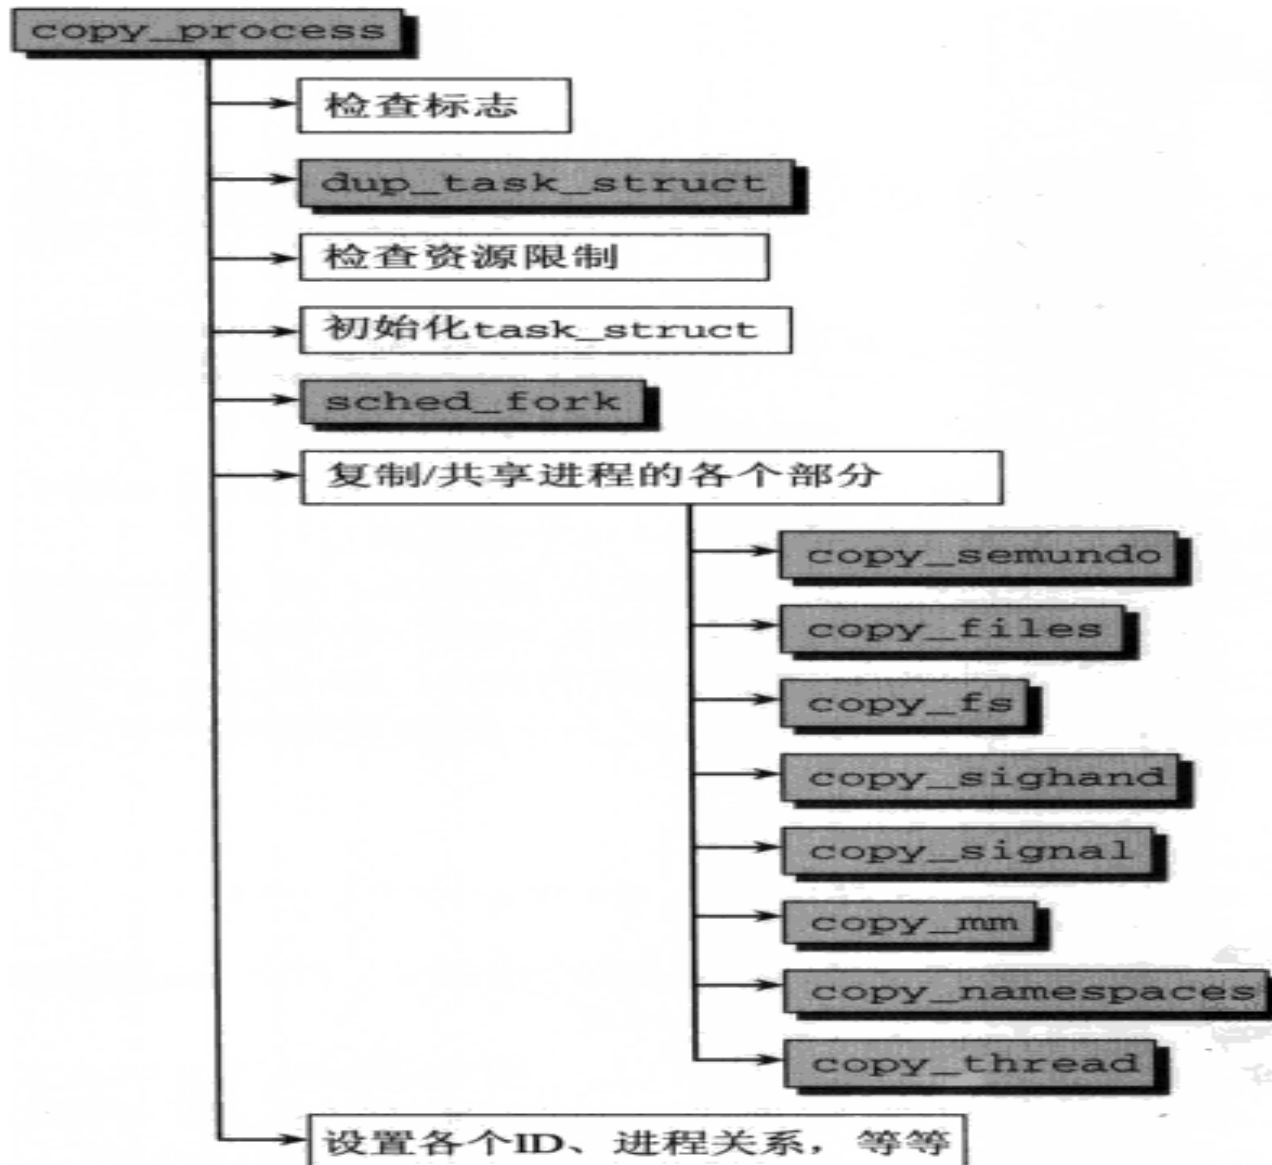 copy_process
检查标志
dup_task_struct
检查资源限制
初始化task_struct
sched_fork
复制/共享进程的各个部分
copy_semundo
copy_files
copy_fs
copy_sighand
copy_signal
copy_mm
copy_namespaces
copy_thread
设置各个ID、进程关系，等等